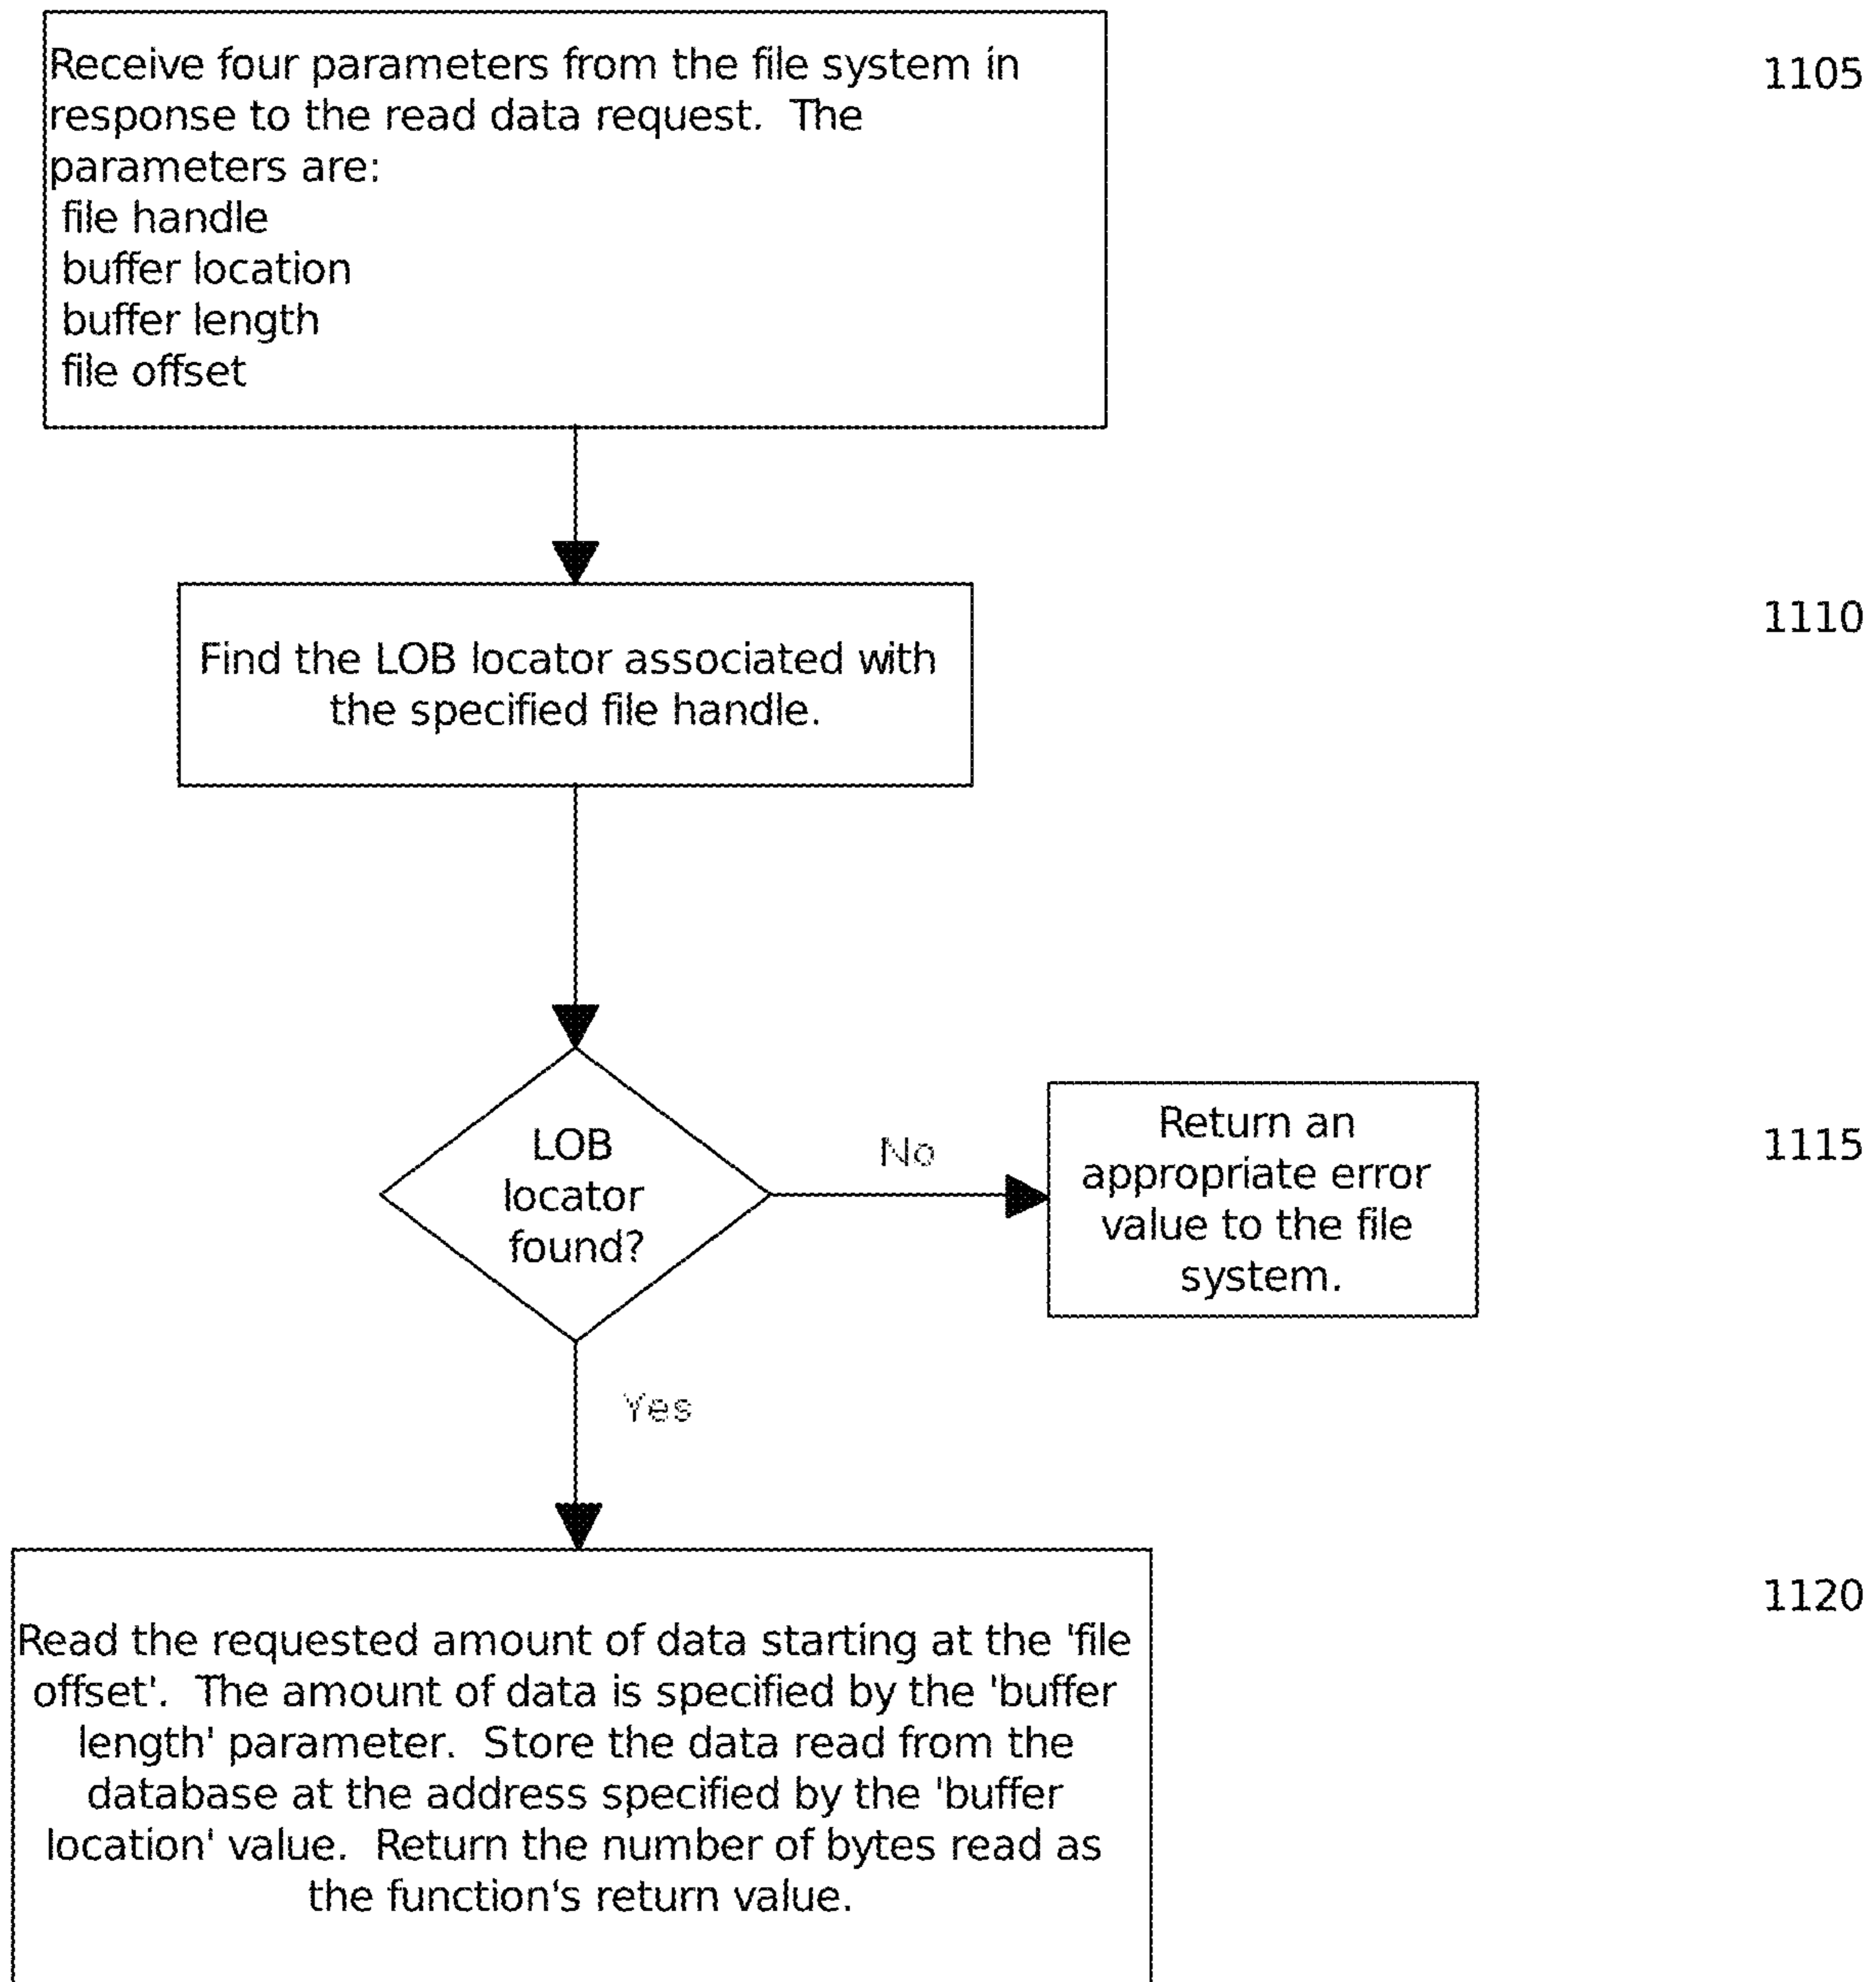 Receive four parameters from the file system in
response to the read data request.  The
parameters are:
file handle
buffer location
buffer length
file offset
1105
Find the LOB locator associated with
the specified file handle.
1110
LOB
locator
found?
No
Return an
appropriate error
value to the file
system.
1115
Yes
Read the requested amount of data starting at the 'file
offset'.  The amount of data is specified by the 'buffer
length' parameter.  Store the data read from the
database at the address specified by the 'buffer
location' value.  Return the number of bytes read as
the function's return value.
1120